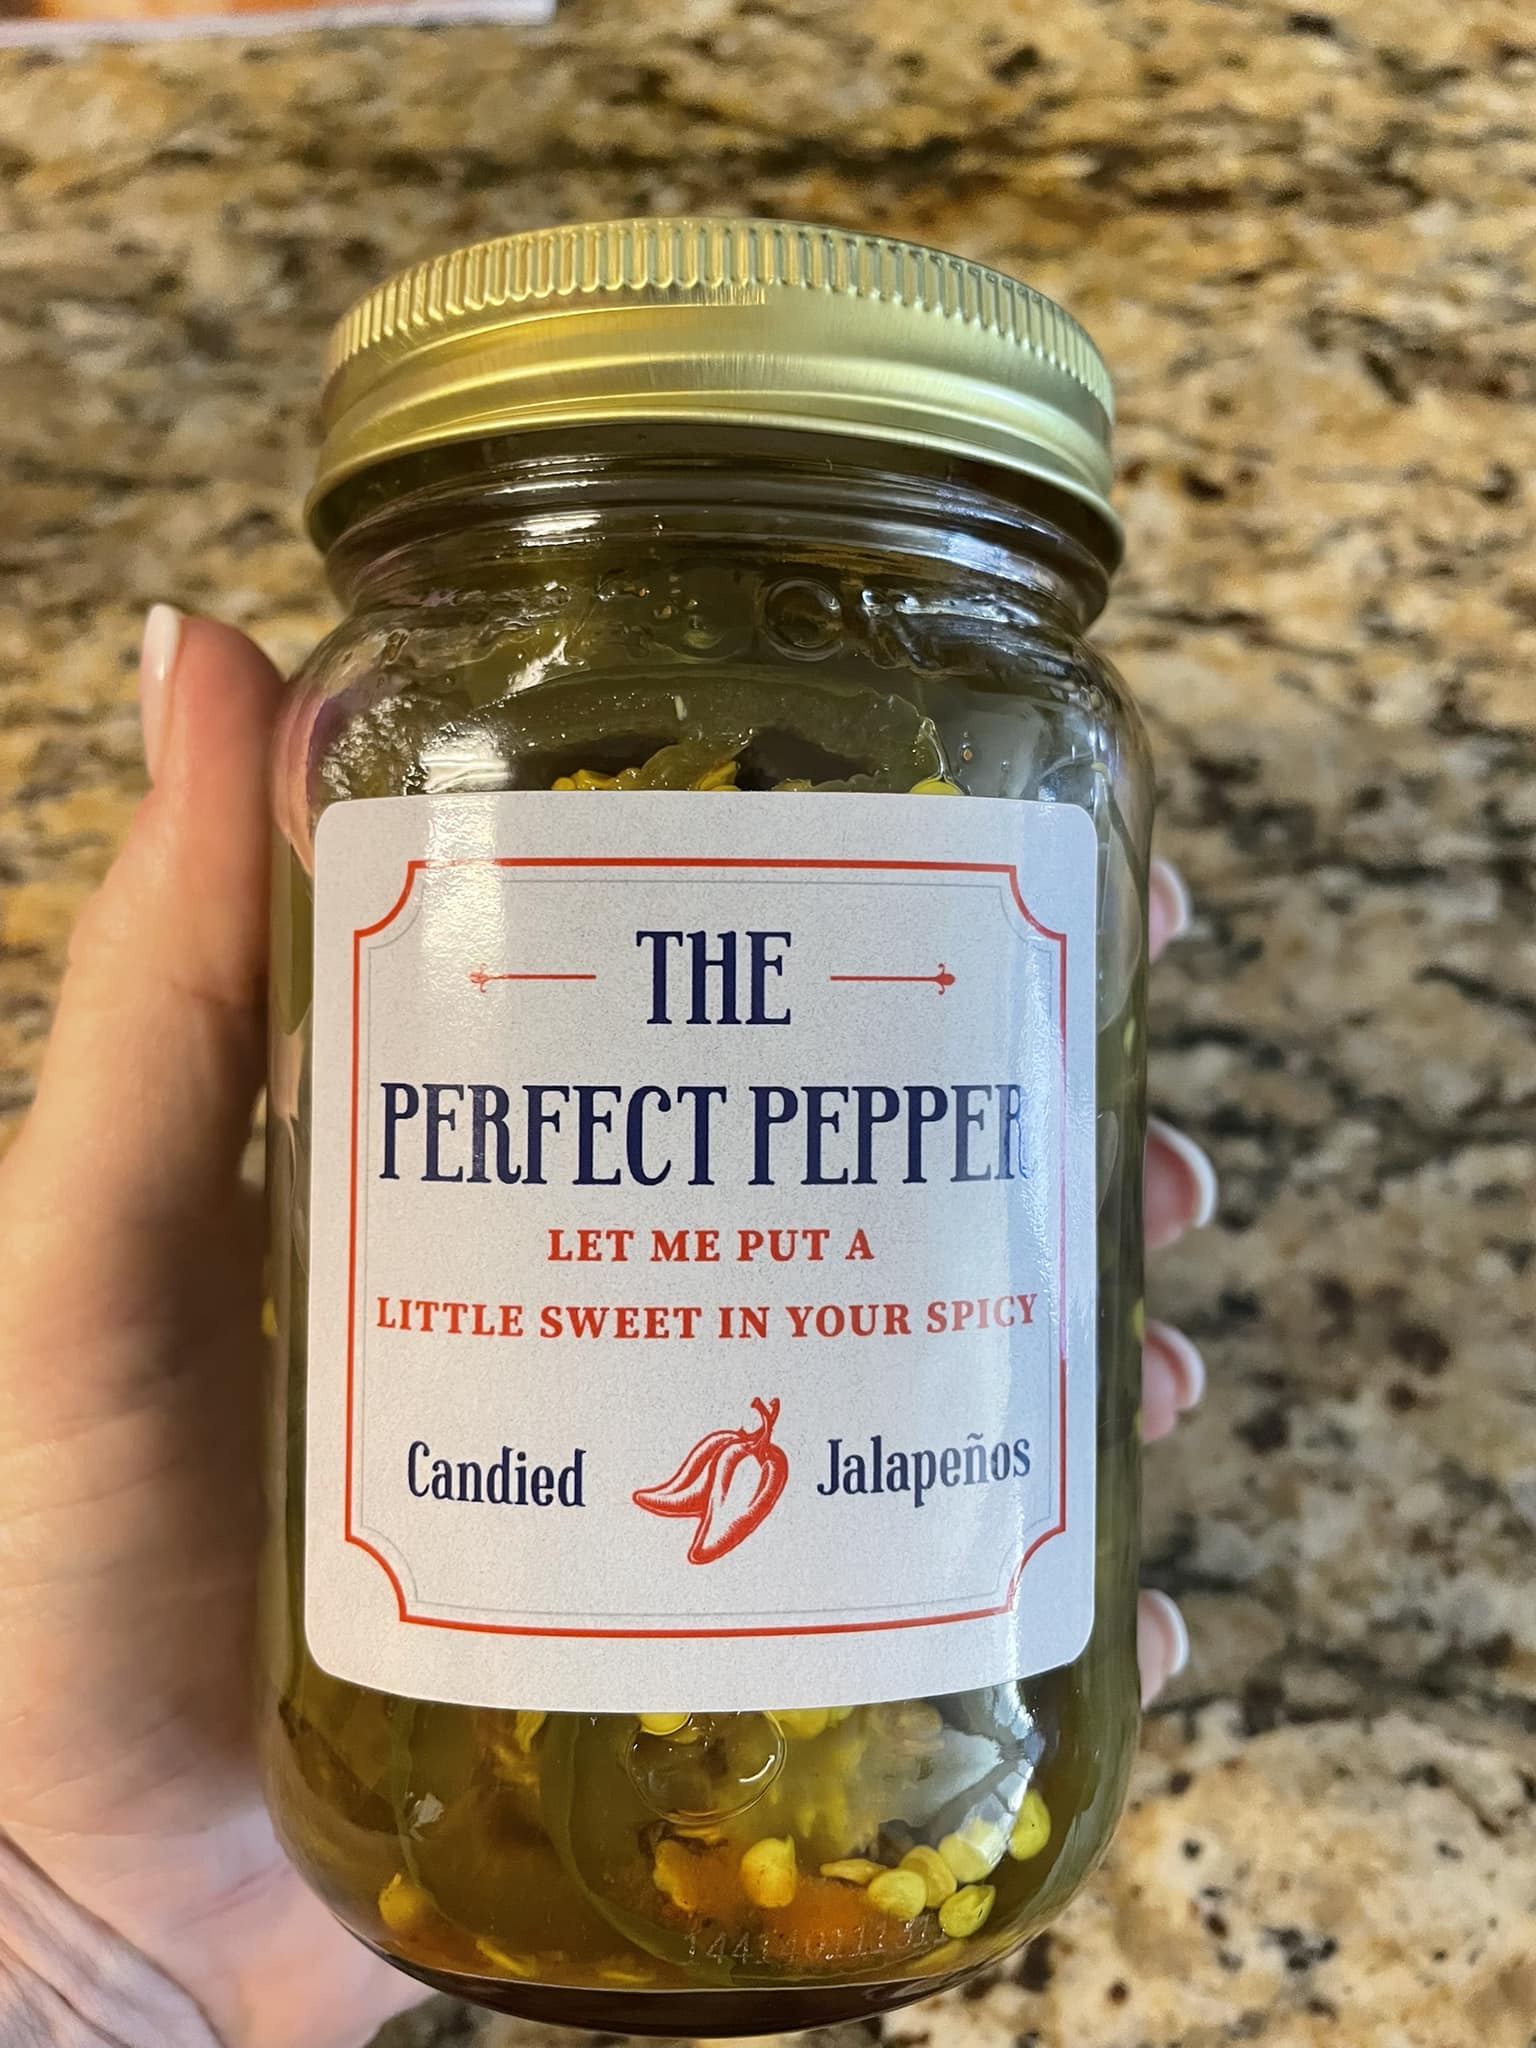 THE
PERFECT PEPPER
LET ME PUT A
LITTLE SWEET IN YOUR SPICY
Candied Jalapeños